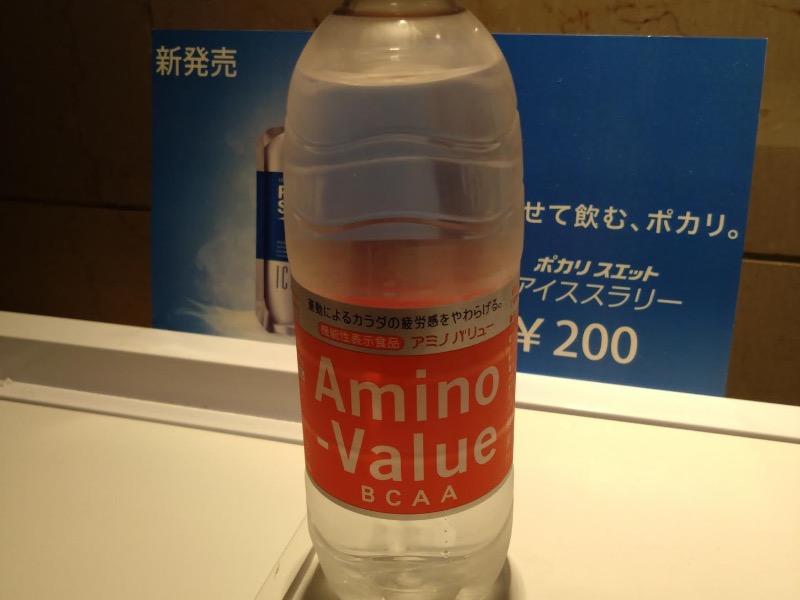 新発売
せて飲む、ポカリ。
ポカリスエット
アイススラリー
¥ 200
運動によるカラダの疲労感をやわらげる。
機能性表示食品 アミノバリュー
Amino
-Value
BCAA